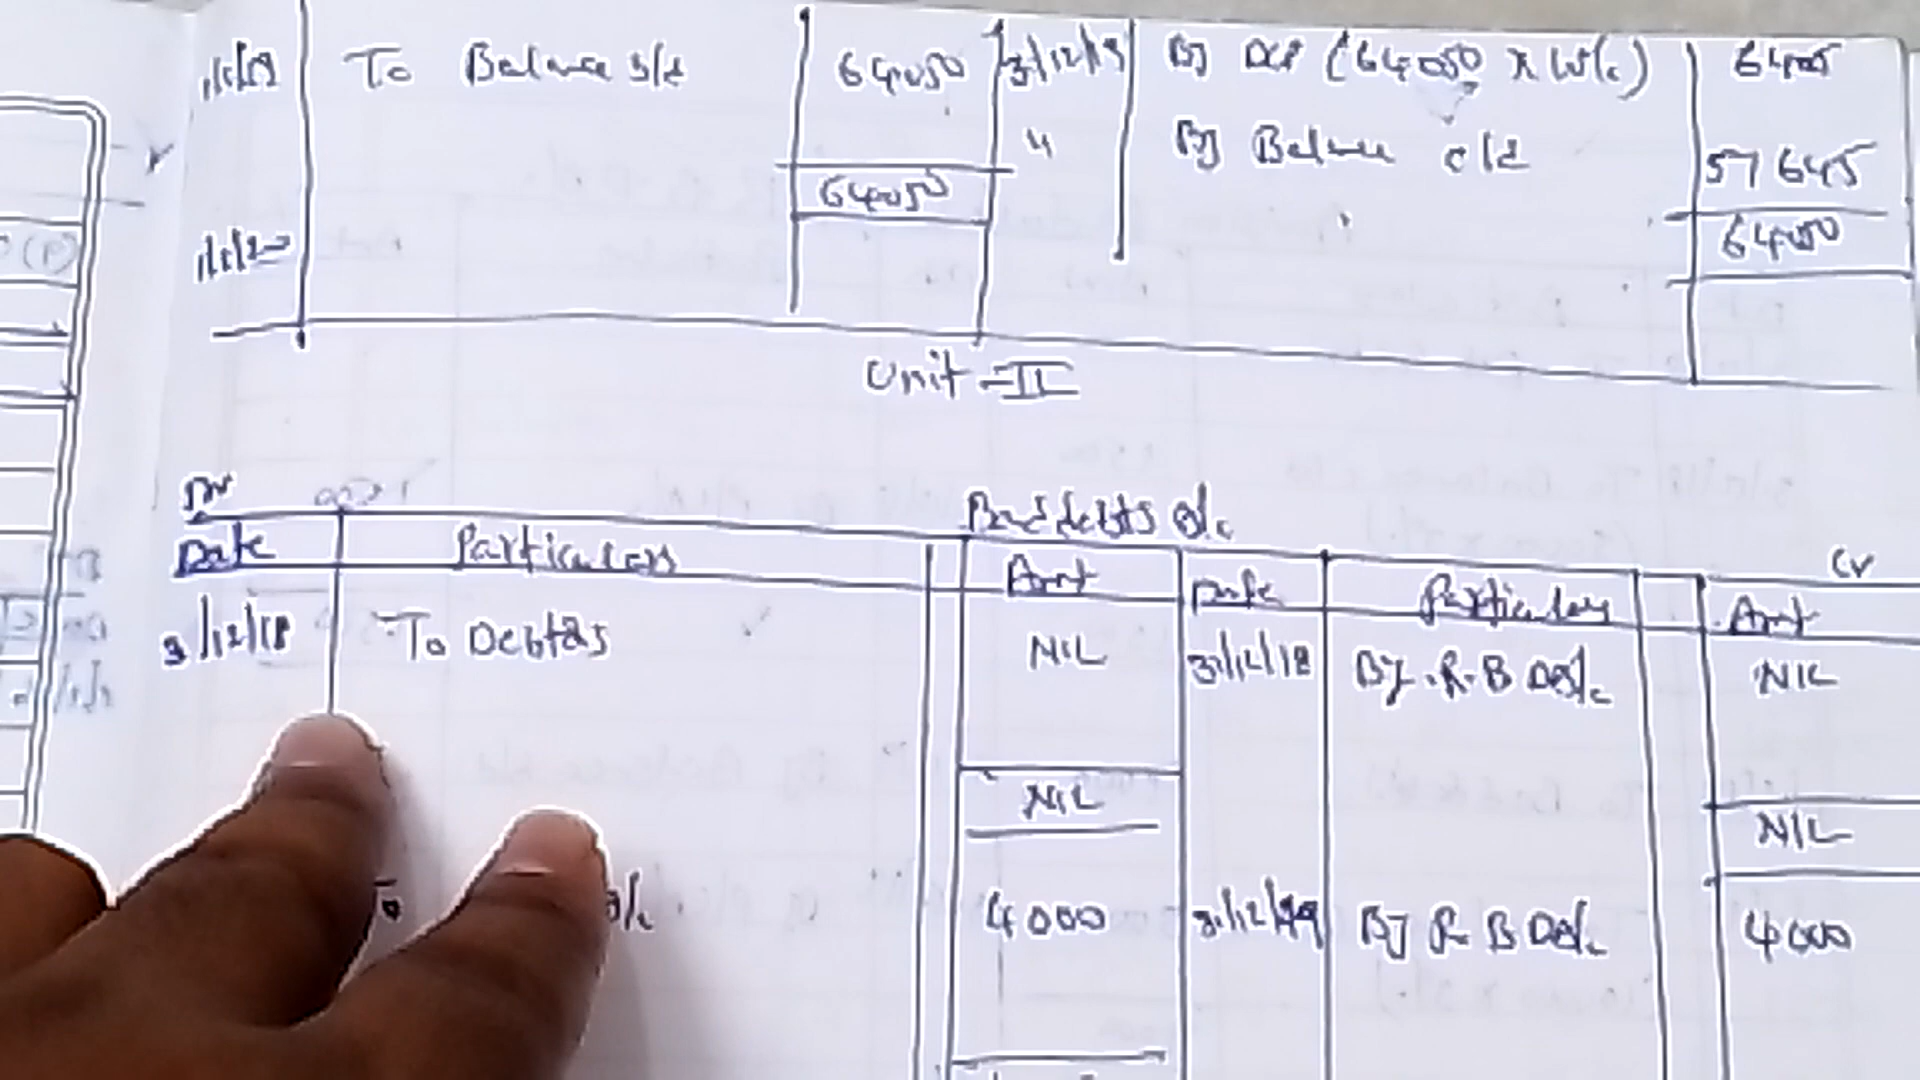 1/1/19 To Balance b/d 64050 31/12/19 By Dep (64050 x 10%) 6405
" By Balance c/d 57645
64050 64050
1/1/20
Unit-II
Dr Bad debts a/c Cr
Date Particulars Amt Date Particulars Amt
31/12/18 To Debtors NIL 31/12/18 By R.B.D a/c NIL
NIL NIL
To a/c 4000 31/12/19 By R B D a/c 4000